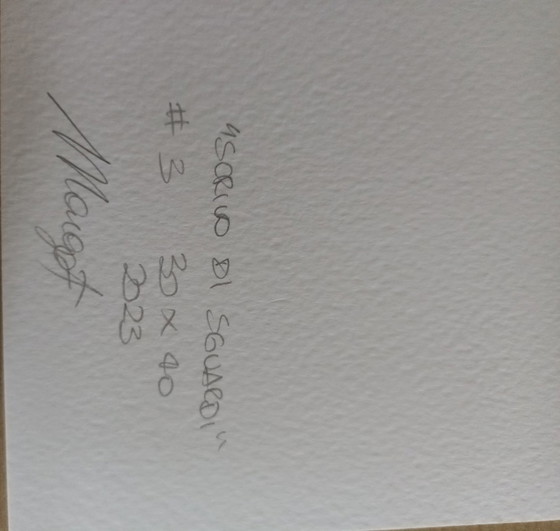 "SCRIVO DI SGUARDI"
# 3 30 x 40
2023
Margot